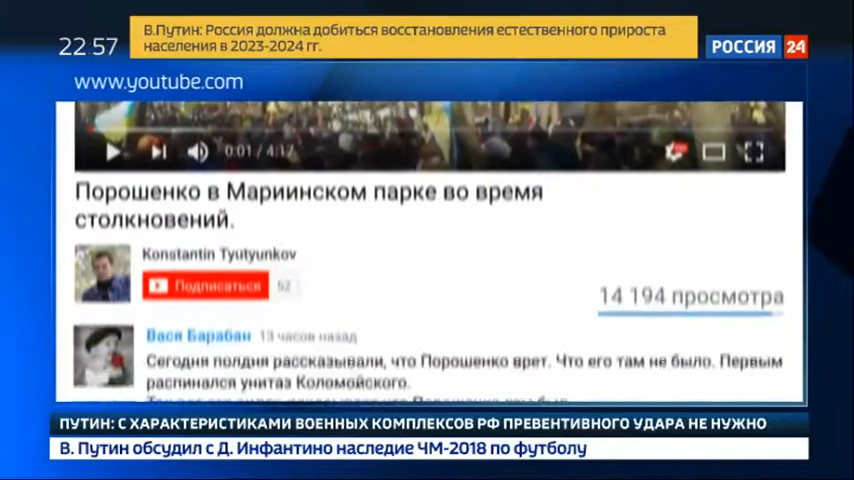 22:57
В.Путин: Россия должна добиться восстановления естественного прироста
населения в 2023-2024 гг.
РОССИЯ 24
www.youtube.com
0:01 / 4:17
Порошенко в Мариинском парке во время
столкновений.
Konstantin Tyutyunkov
Подписаться 52
14 194 просмотра
Вася Барабан 13 часов назад
Сегодня полдня рассказывали, что Порошенко врет. Что его там не было. Первым
распинался унитаз Коломойского.
ПУТИН: С ХАРАКТЕРИСТИКАМИ ВОЕННЫХ КОМПЛЕКСОВ РФ ПРЕВЕНТИВНОГО УДАРА НЕ НУЖНО
В. Путин обсудил с Д. Инфантино наследие ЧМ-2018 по футболу